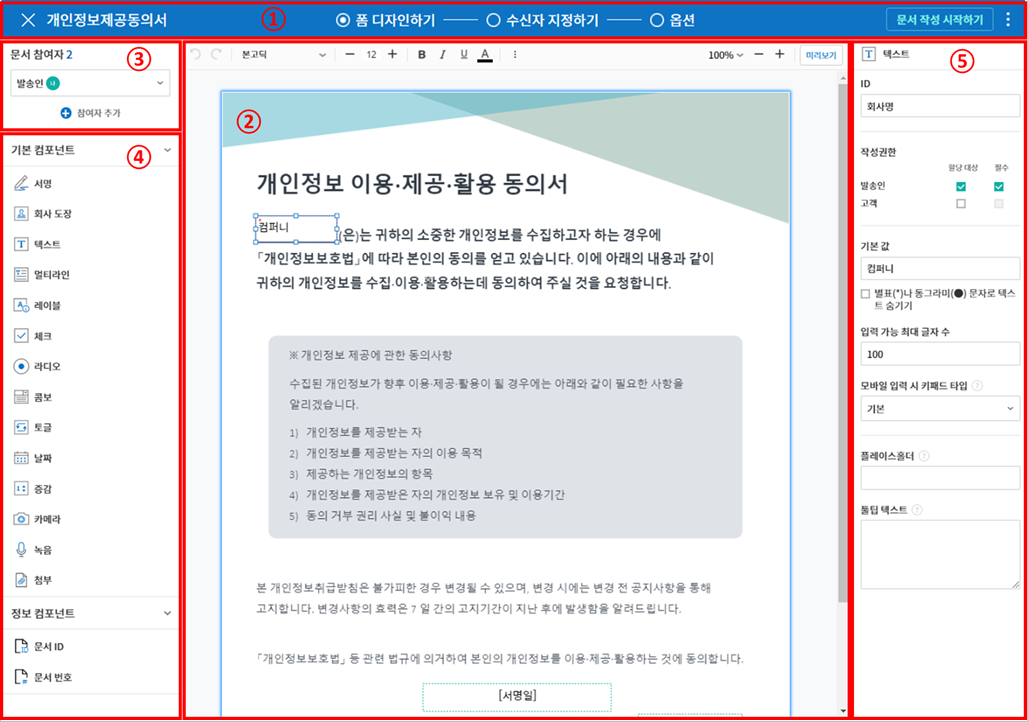 개인정보제공동의서
①
폼 디자인하기
수신자 지정하기
옵션
문서 작성 시작하기
문서 참여자 2
③
발송인 나
참여자 추가
기본 컴포넌트
④
서명
회사 도장
텍스트
멀티라인
레이블
체크
라디오
콤보
토글
날짜
증감
카메라
녹음
첨부
정보 컴포넌트
문서 ID
문서 번호
본고딕
12
B I U A
100%
미리보기
②
개인정보 이용·제공·활용 동의서
컴퍼니
(은)는 귀하의 소중한 개인정보를 수집하고자 하는 경우에
「개인정보보호법」에 따라 본인의 동의를 얻고 있습니다. 이에 아래의 내용과 같이
귀하의 개인정보를 수집·이용·활용하는데 동의하여 주실 것을 요청합니다.
※ 개인정보 제공에 관한 동의사항
수집된 개인정보가 향후 이용·제공·활용이 될 경우에는 아래와 같이 필요한 사항을
알리겠습니다.
1) 개인정보를 제공받는 자
2) 개인정보를 제공받는 자의 이용 목적
3) 제공하는 개인정보의 항목
4) 개인정보를 제공받은 자의 개인정보 보유 및 이용기간
5) 동의 거부 권리 사실 및 불이익 내용
본 개인정보취급방침은 불가피한 경우 변경될 수 있으며, 변경 시에는 변경 전 공지사항을 통해
고지합니다. 변경사항의 효력은 7 일 간의 고지기간이 지난 후에 발생함을 알려드립니다.
「개인정보보호법」 등 관련 법규에 의거하여 본인의 개인정보를 이용·제공·활용하는 것에 동의합니다.
[서명일]
텍스트
⑤
ID
회사명
작성권한
할당 대상 필수
발송인
고객
기본 값
컴퍼니
별표(*)나 동그라미(●) 문자로 텍스
트 숨기기
입력 가능 최대 글자 수
100
모바일 입력 시 키패드 타입 ?
기본
플레이스홀더 ?
툴팁 텍스트 ?